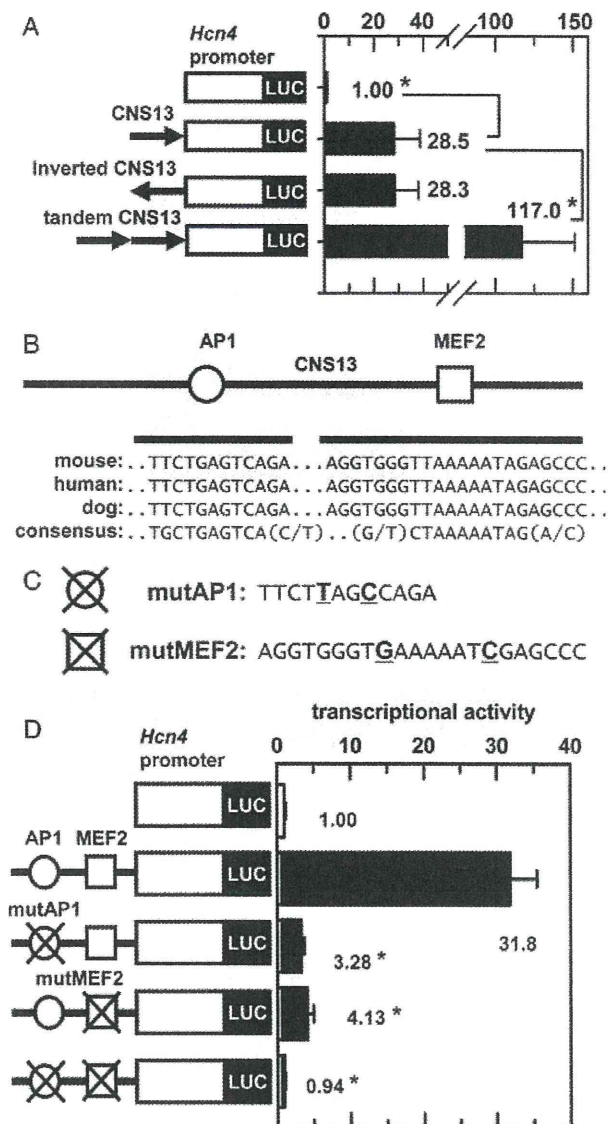 A
Hcn4
promoter
0 20 40 100 150
LUC
1.00 *
CNS13
LUC
28.5
Inverted CNS13
LUC
28.3
tandem CNS13
LUC
117.0 *
B
AP1
MEF2
CNS13
mouse:..TTCTGAGTCAGA...AGGTGGGTTAAAAATAGAGCCC..
human:..TTCTGAGTCAGA...AGGTGGGTTAAAAATAGAGCCC..
dog:..TTCTGAGTCAGA...AGGTGGGTTAAAAATAGAGCCC..
consensus:..TGCTGAGTCA(C/T)..(G/T)CTAAAAATAG(A/C)
C
mutAP1: TTCTTAGCCAGA
mutMEF2: AGGTGGGTGAAAAATCGAGCCC
D
transcriptional activity
Hcn4
promoter
0 10 20 30 40
LUC
1.00
AP1 MEF2
LUC
31.8
mutAP1
LUC
3.28 *
mutMEF2
LUC
4.13 *
LUC
0.94 *